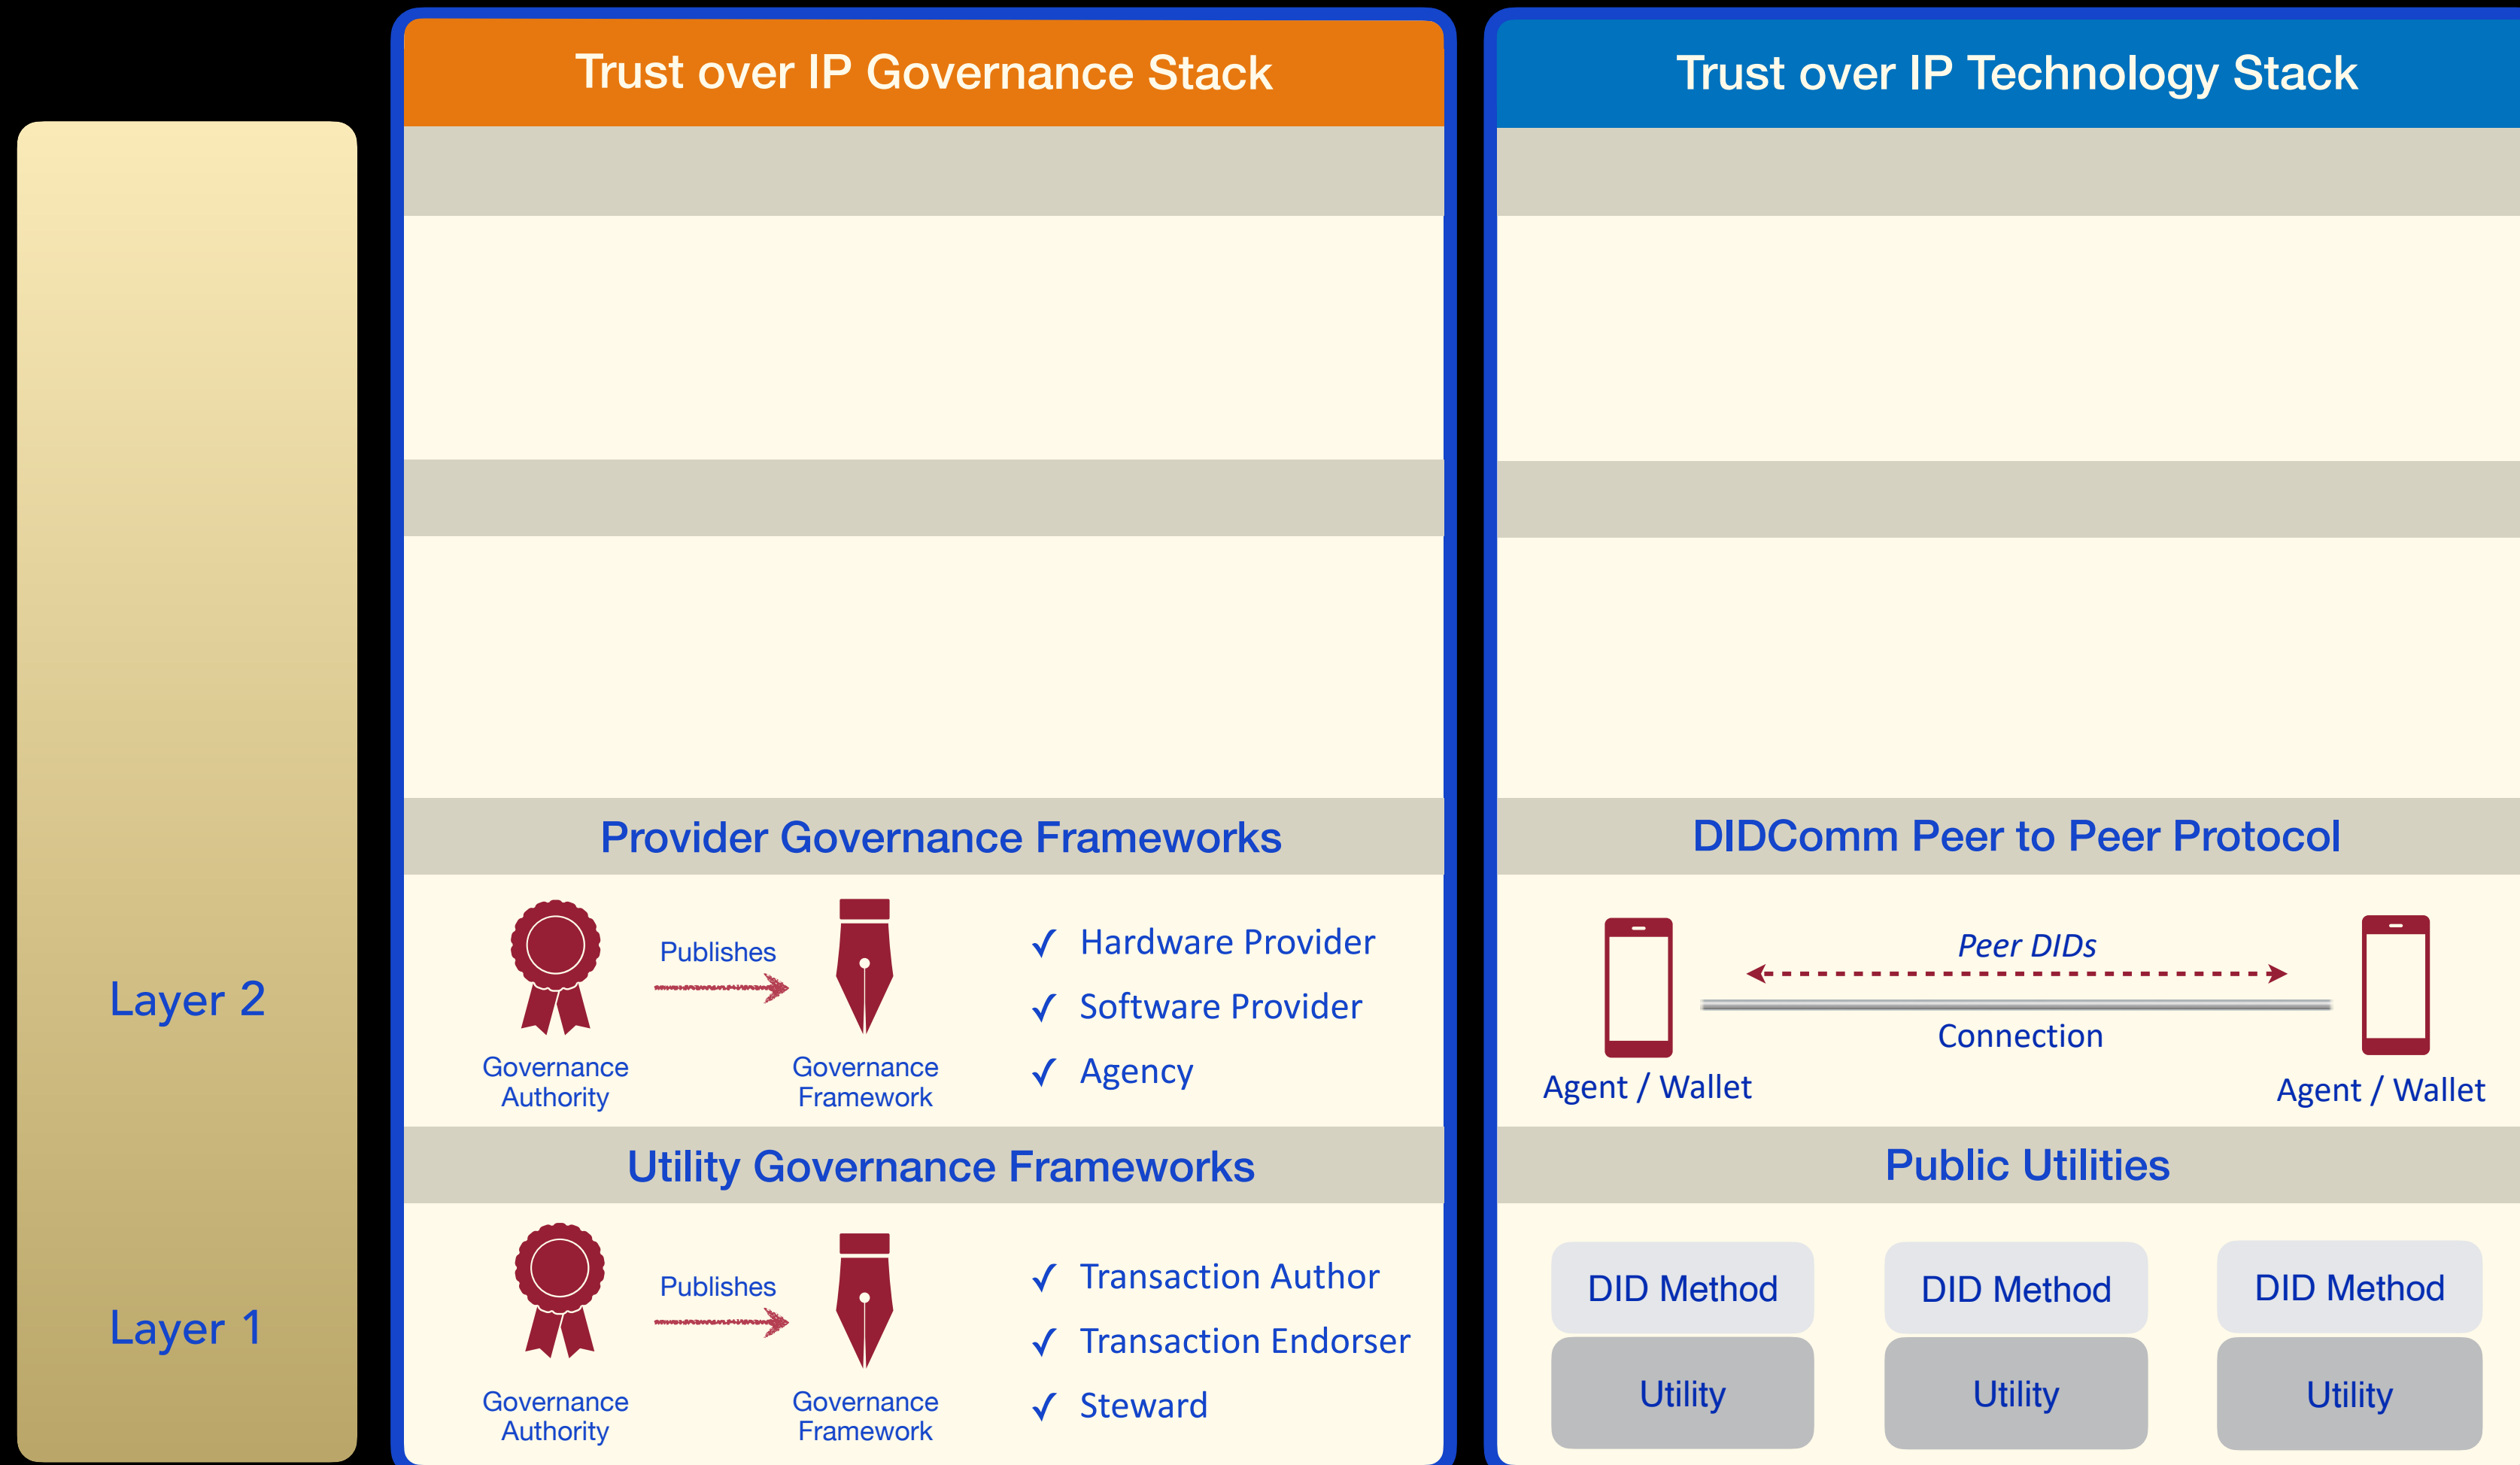 Trust over IP Governance Stack
Trust over IP Technology Stack
Provider Governance Frameworks
DIDComm Peer to Peer Protocol
Layer 2
Governance
Authority
Publishes
Governance
Framework
✓ Hardware Provider
✓ Software Provider
✓ Agency
Agent / Wallet
Peer DIDs
Connection
Agent / Wallet
Utility Governance Frameworks
Public Utilities
Layer 1
Governance
Authority
Publishes
Governance
Framework
✓ Transaction Author
✓ Transaction Endorser
✓ Steward
DID Method
DID Method
DID Method
Utility
Utility
Utility